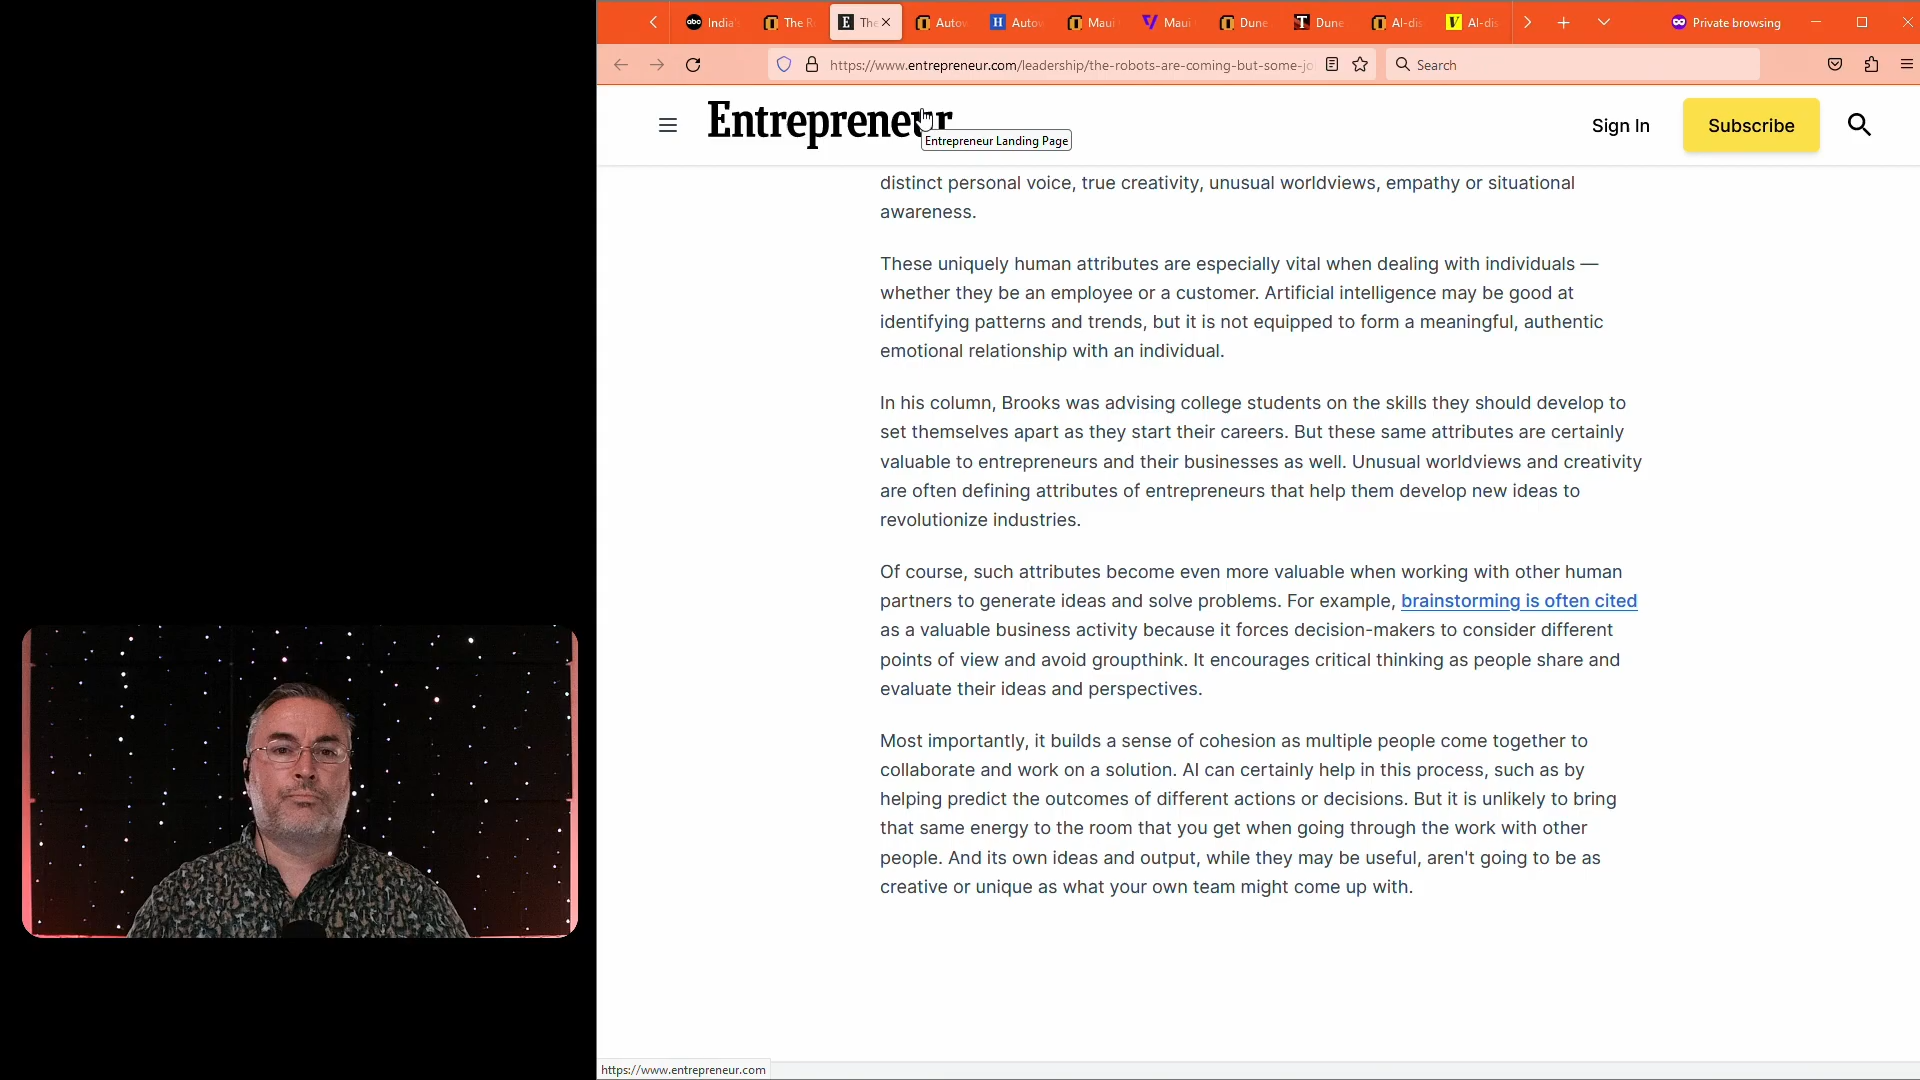 abc India
The R
E The
Autow
H Autow
Maui
Maui
Dune
T Dune
AI-dis
V AI-dis
Private browsing
https://www.entrepreneur.com/leadership/the-robots-are-coming-but-some-jo
Search
Entrepreneur
Entrepreneur Landing Page
Sign In
Subscribe
distinct personal voice, true creativity, unusual worldviews, empathy or situational
awareness.
These uniquely human attributes are especially vital when dealing with individuals —
whether they be an employee or a customer. Artificial intelligence may be good at
identifying patterns and trends, but it is not equipped to form a meaningful, authentic
emotional relationship with an individual.
In his column, Brooks was advising college students on the skills they should develop to
set themselves apart as they start their careers. But these same attributes are certainly
valuable to entrepreneurs and their businesses as well. Unusual worldviews and creativity
are often defining attributes of entrepreneurs that help them develop new ideas to
revolutionize industries.
Of course, such attributes become even more valuable when working with other human
partners to generate ideas and solve problems. For example, brainstorming is often cited
as a valuable business activity because it forces decision-makers to consider different
points of view and avoid groupthink. It encourages critical thinking as people share and
evaluate their ideas and perspectives.
Most importantly, it builds a sense of cohesion as multiple people come together to
collaborate and work on a solution. AI can certainly help in this process, such as by
helping predict the outcomes of different actions or decisions. But it is unlikely to bring
that same energy to the room that you get when going through the work with other
people. And its own ideas and output, while they may be useful, aren't going to be as
creative or unique as what your own team might come up with.
https://www.entrepreneur.com